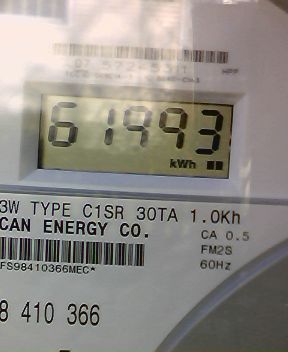 61993
kWh
3W TYPE C1SR 30TA 1.0Kh
CAN ENERGY CO.
CA 0.5
FM2S
60Hz
FS98410366MEC*
8 410 366